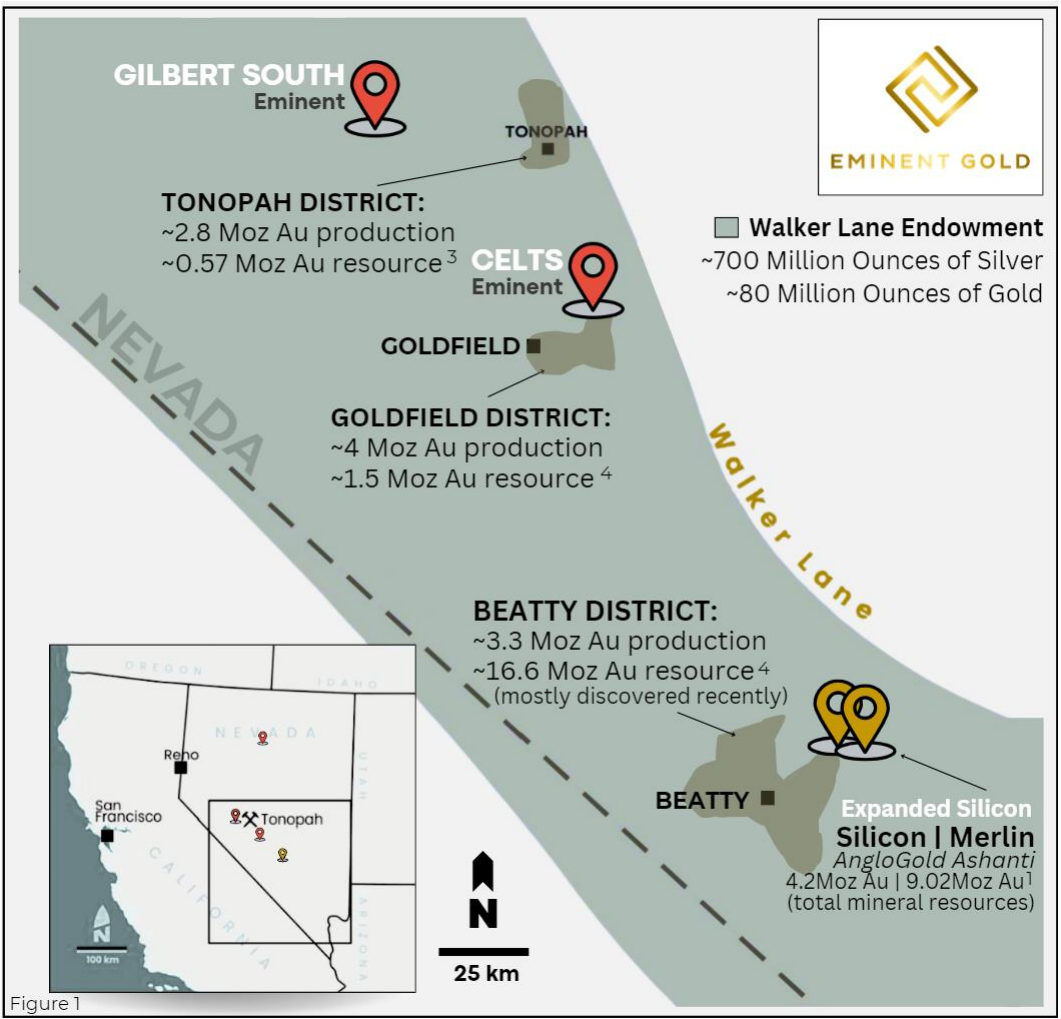 GILBERT SOUTH
Eminent
TONOPAH
EMINENT GOLD
TONOPAH DISTRICT:
~2.8 Moz Au production
~0.57 Moz Au resource 3
Walker Lane Endowment
~700 Million Ounces of Silver
~80 Million Ounces of Gold
CELTS
Eminent
NEVADA
GOLDFIELD
GOLDFIELD DISTRICT:
~4 Moz Au production
~1.5 Moz Au resource 4
Walker Lane
BEATTY DISTRICT:
~3.3 Moz Au production
~16.6 Moz Au resource 4
(mostly discovered recently)
BEATTY
Expanded Silicon
Silicon | Merlin
AngloGold Ashanti
4.2Moz Au | 9.02Moz Au1
(total mineral resources)
OREGON
IDAHO
NEVADA
UTAH
Reno
San
Francisco
Tonopah
CALIFORNIA
ARIZONA
N
100 km
N
25 km
Figure 1